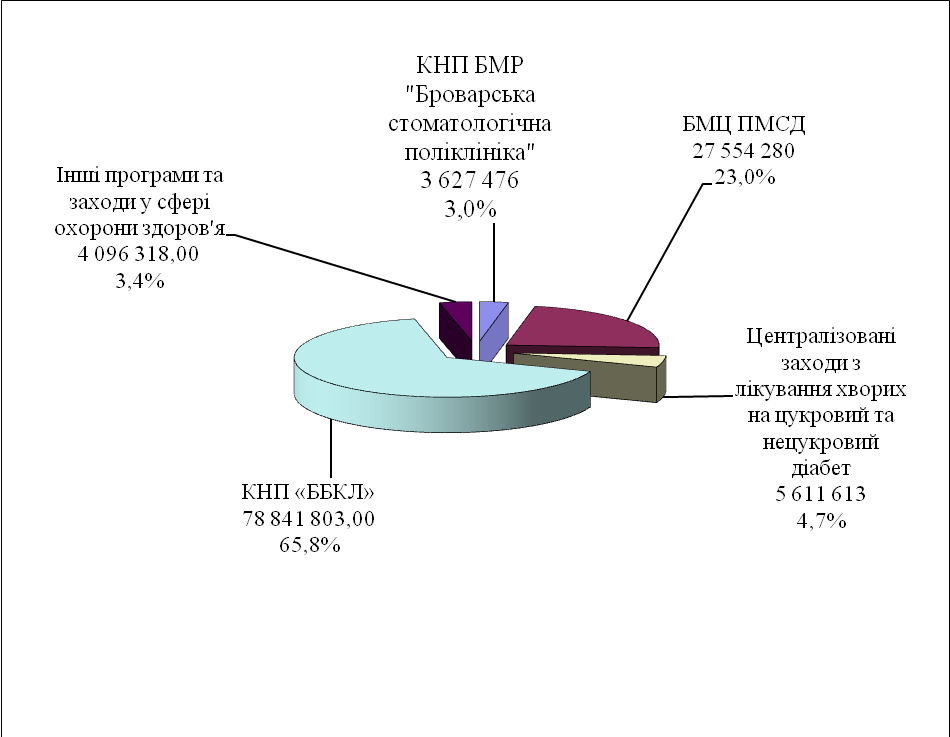 КНП БМР
"Броварська
стоматологічна
поліклініка"
3 627 476
3,0%
БМЦ ПМСД
27 554 280
23,0%
Інші програми та
заходи у сфері
охорони здоров'я
4 096 318,00
3,4%
Централізовані
заходи з
лікування хворих
на цукровий та
нецукровий
діабет
5 611 613
4,7%
КНП «ББКЛ»
78 841 803,00
65,8%